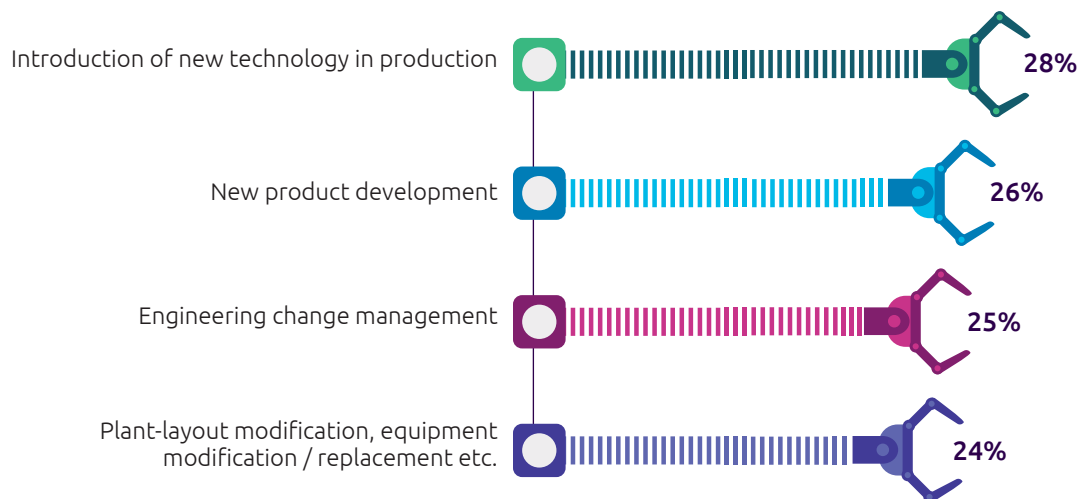 Introduction of new technology in production
28%
New product development
26%
Engineering change management
25%
Plant-layout modification, equipment
modification / replacement etc.
24%